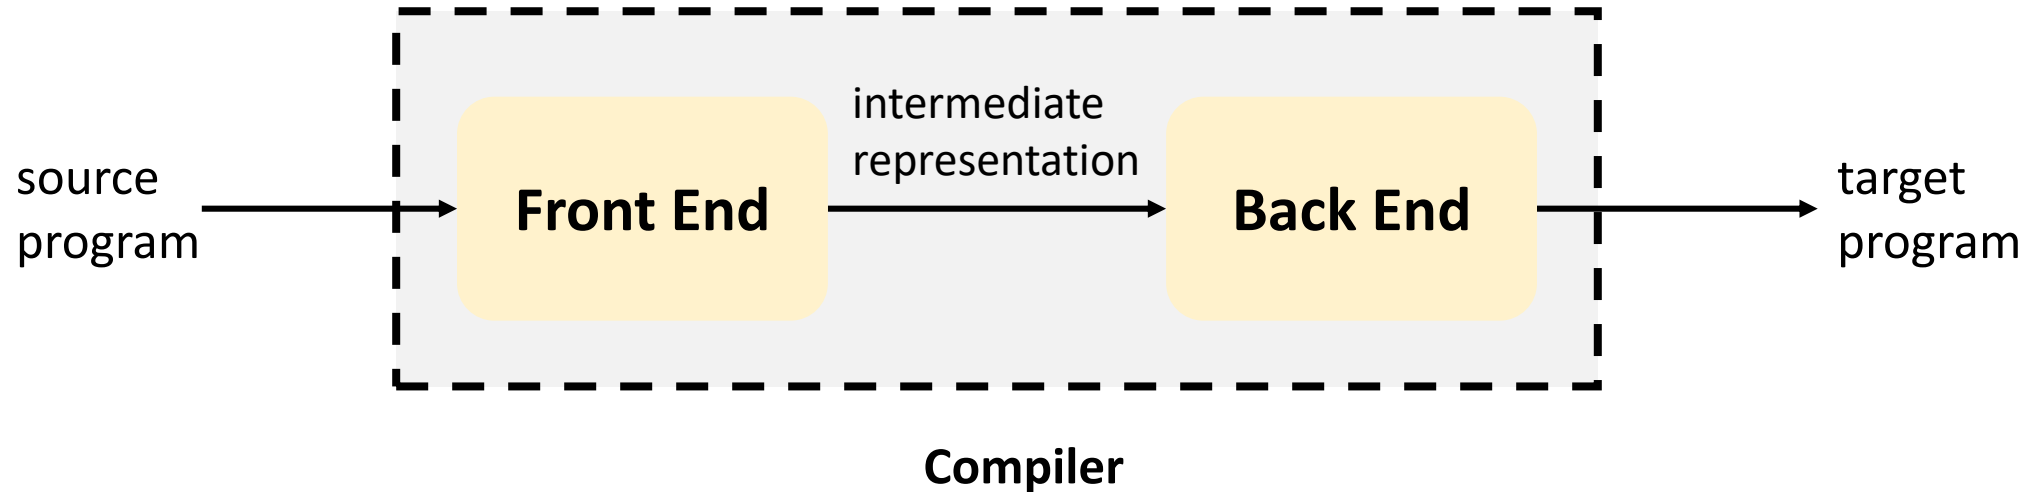 source
program
Front End
intermediate
representation
Back End
target
program
Compiler